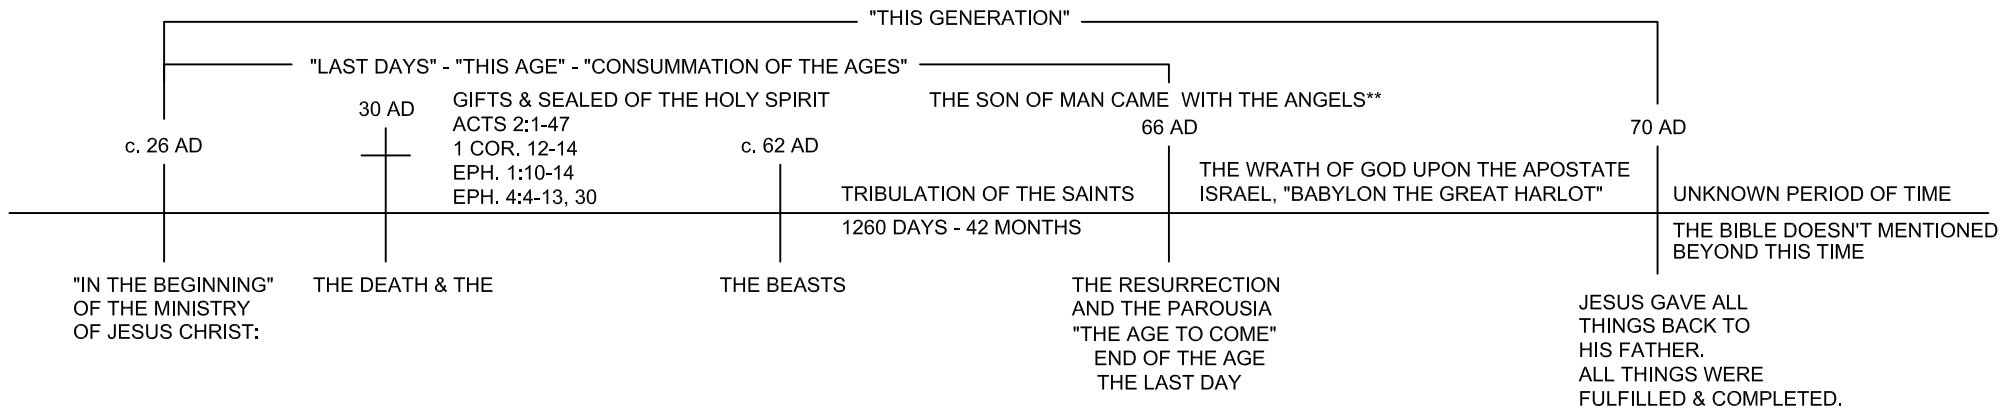 "THIS GENERATION"
"LAST DAYS" - "THIS AGE" - "CONSUMMATION OF THE AGES"
c. 26 AD
30 AD
GIFTS & SEALED OF THE HOLY SPIRIT
ACTS 2:1-47
1 COR. 12-14
EPH. 1:10-14
EPH. 4:4-13, 30
c. 62 AD
THE SON OF MAN CAME WITH THE ANGELS**
66 AD
70 AD
TRIBULATION OF THE SAINTS
1260 DAYS - 42 MONTHS
THE WRATH OF GOD UPON THE APOSTATE
ISRAEL, "BABYLON THE GREAT HARLOT"
UNKNOWN PERIOD OF TIME
THE BIBLE DOESN'T MENTIONED
BEYOND THIS TIME
"IN THE BEGINNING"
OF THE MINISTRY
OF JESUS CHRIST:
THE DEATH & THE
THE BEASTS
THE RESURRECTION
AND THE PAROUSIA
"THE AGE TO COME"
END OF THE AGE
THE LAST DAY
JESUS GAVE ALL
THINGS BACK TO
HIS FATHER.
ALL THINGS WERE
FULFILLED & COMPLETED.